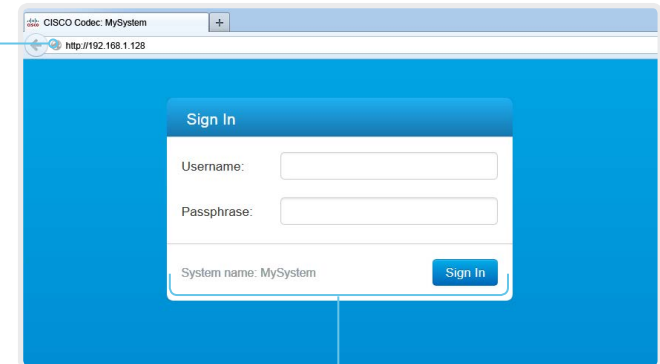 CISCO Codec: MySystem
+
http://192.168.1.128
Sign In
Username:
Passphrase:
System name: MySystem
Sign In